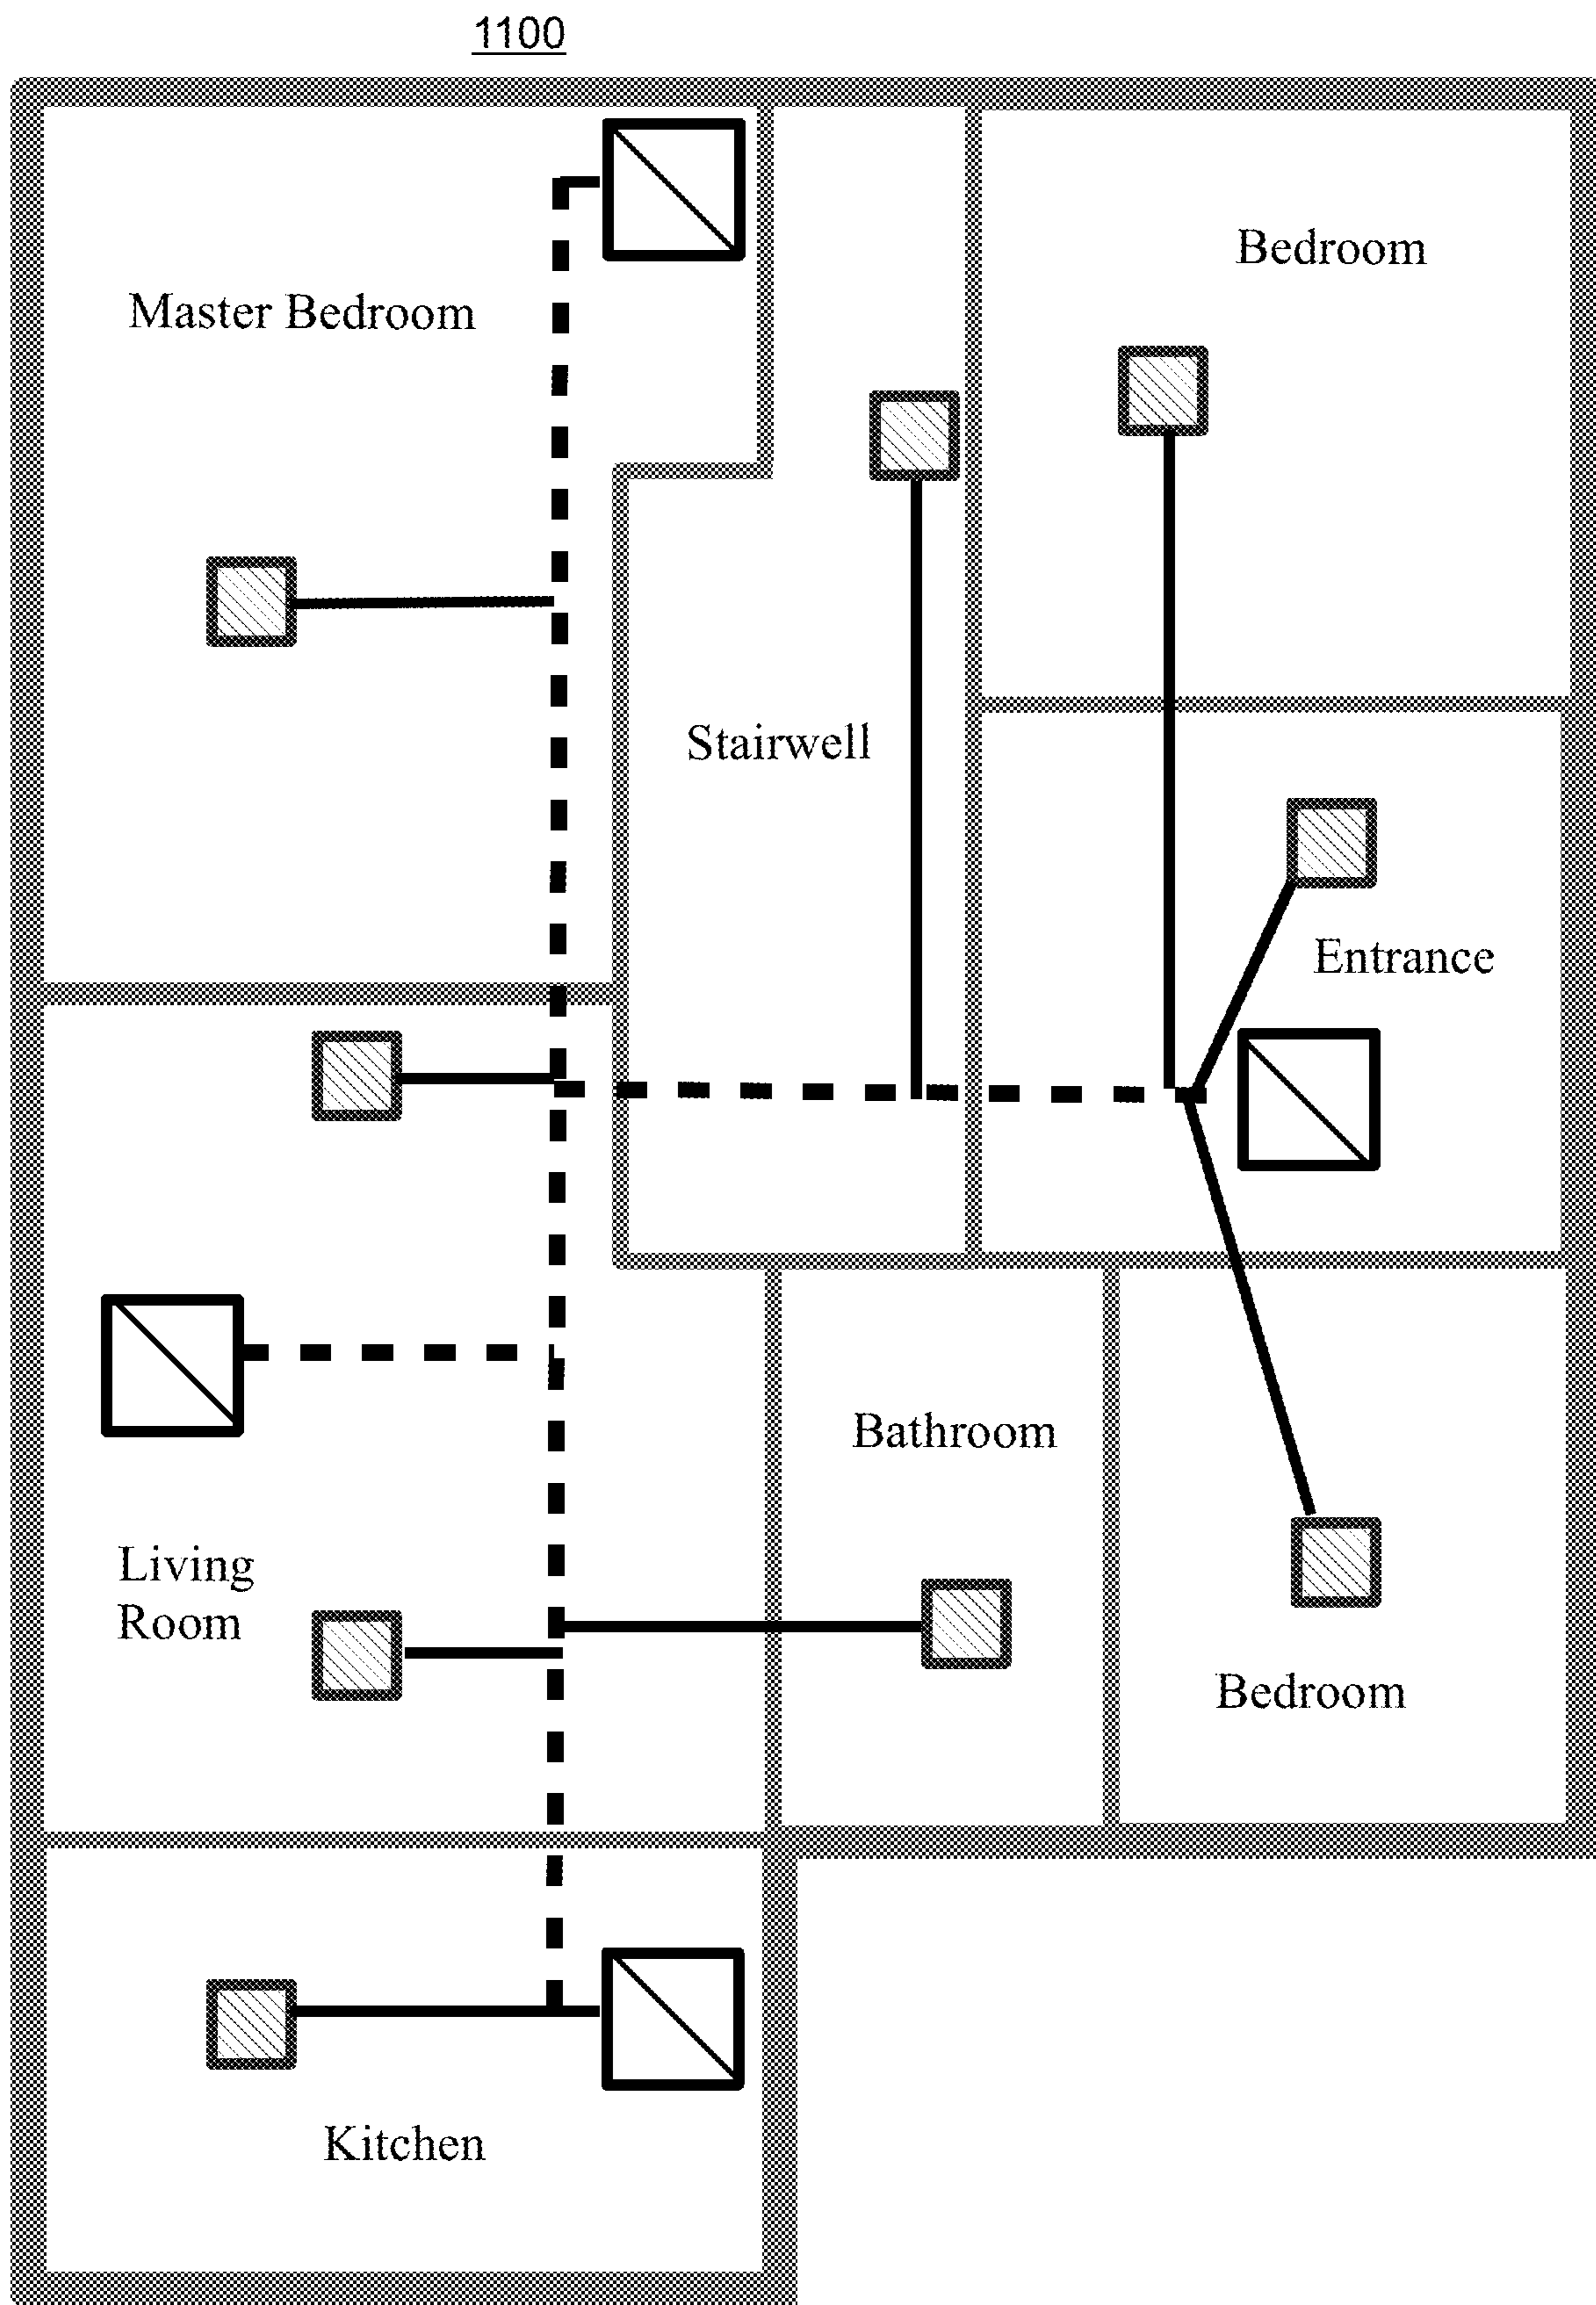 1100
Bedroom
Master Bedroom
Stairwell
Entrance
Bathroom
Living
Room
Bedroom
Kitchen